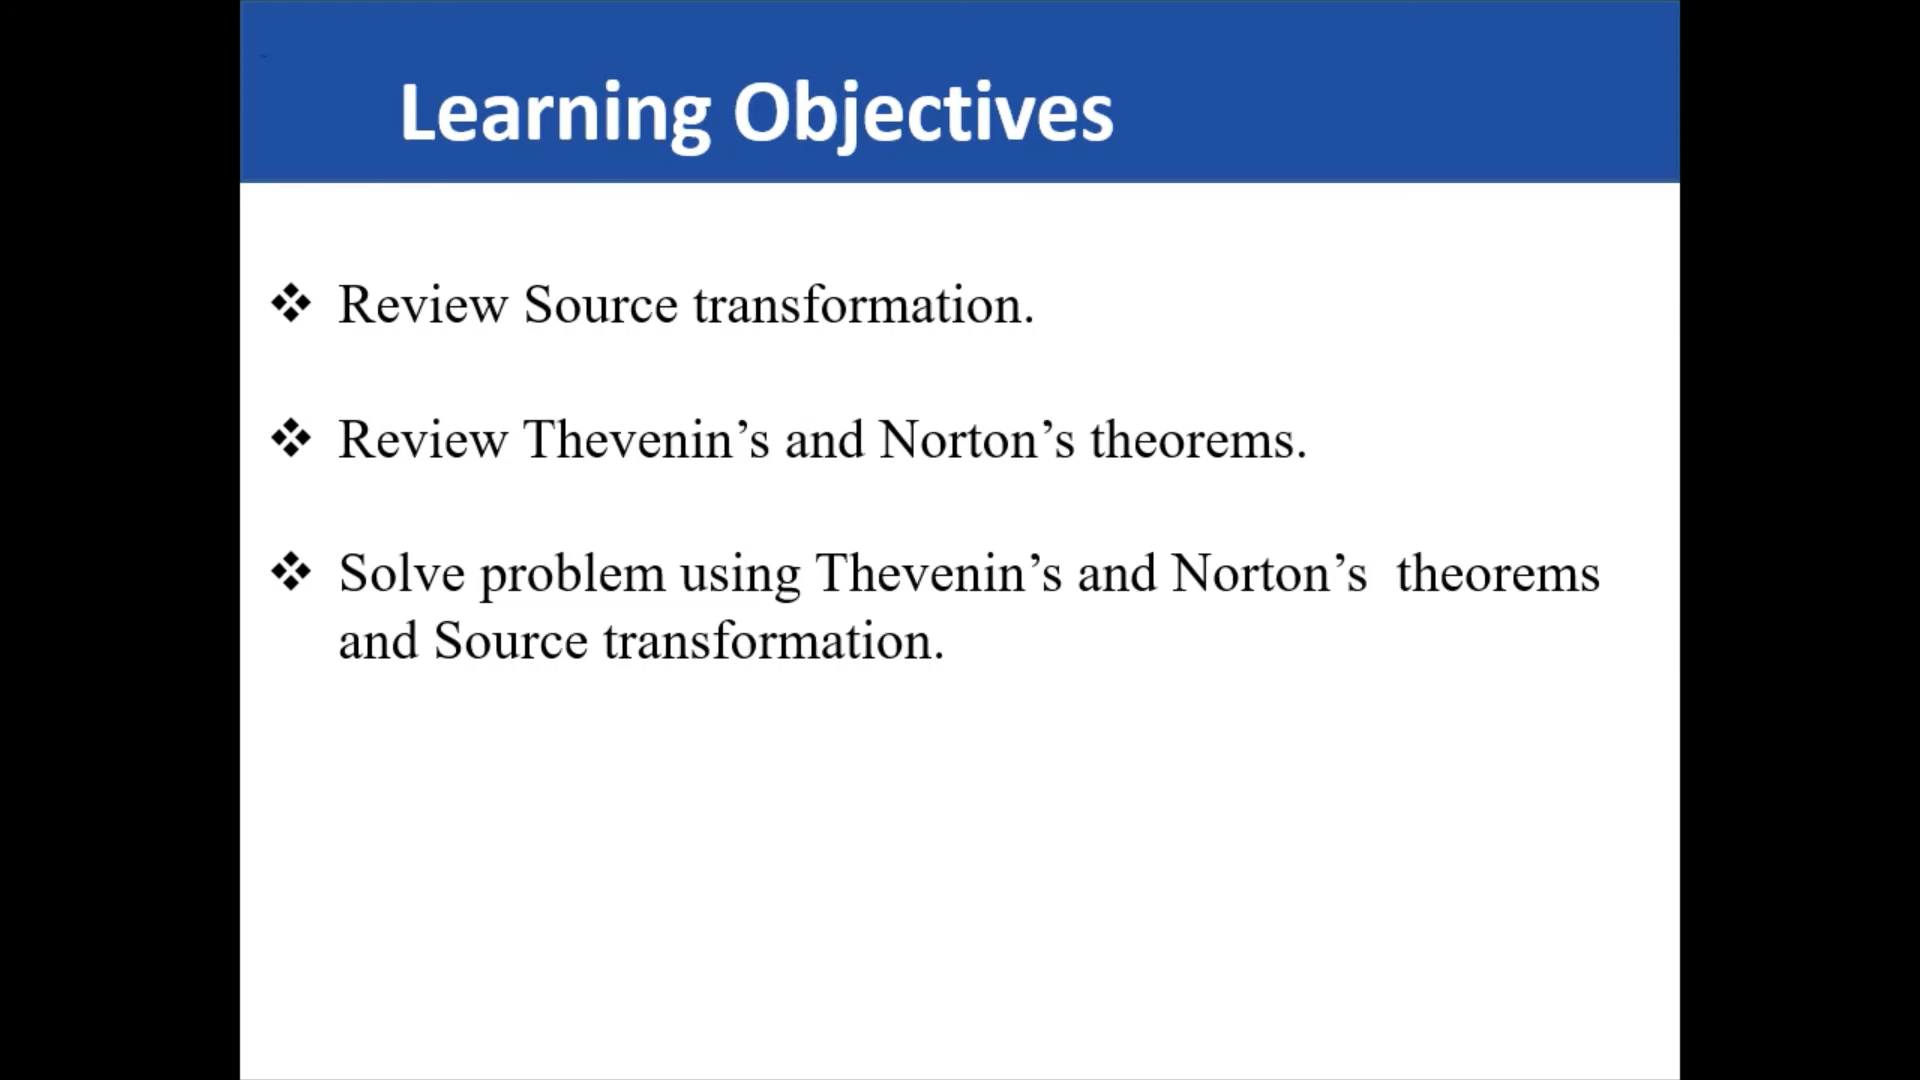 Learning Objectives
❖ Review Source transformation.
❖ Review Thevenin’s and Norton’s theorems.
❖ Solve problem using Thevenin’s and Norton’s  theorems
and Source transformation.